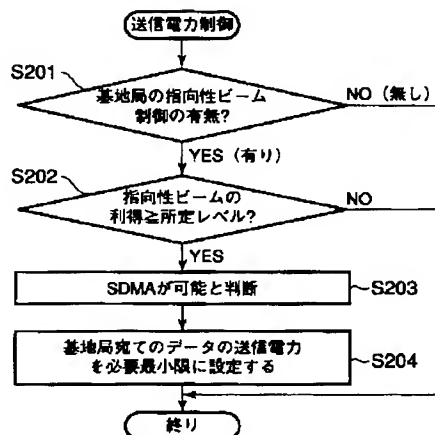 送信電力制御
S201
基地局の指向性ビーム
制御の有無?
NO(無し)
YES(有り)
S202
指向性ビームの
利得≧所定レベル?
NO
YES
SDMAが可能と判断
S203
基地局宛てのデータの送信電力
を必要最小限に設定する
S204
終り